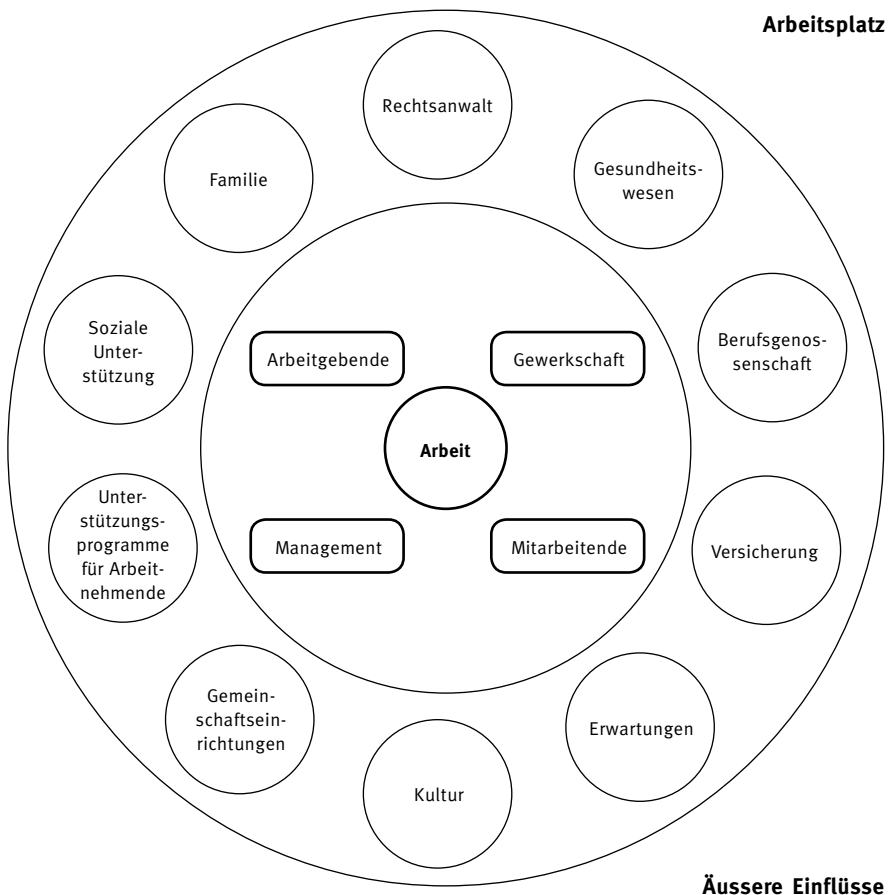 Arbeitsplatz
Rechtsanwalt
Familie
Gesundheits-
wesen
Soziale
Unter-
stützung
Berufsgenos-
senschaft
Arbeitgebende
Gewerkschaft
Arbeit
Unter-
stützungs-
programme
für Arbeit-
nehmende
Management
Mitarbeitende
Versicherung
Gemein-
schaftsein-
richtungen
Erwartungen
Kultur
Äussere Einflüsse